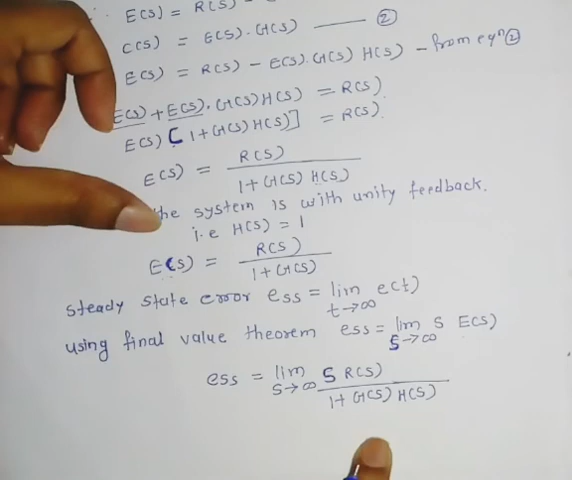 E(s) = R(s) -
C(s) = E(s). G(s) —— ②
E(s) = R(s) - E(s). G(s) H(s) - from eqn ②
E(s) + E(s). G(s) H(s) = R(s)
E(s) [1+G(s) H(s)] = R(s)
E(s) = R(s) / 1+G(s) H(s)
the system is with unity feedback.
i.e H(s) = 1
E(s) = R(s) / 1+G(s)
steady state error ess = lim t→∞ e(t)
using final value theorem ess = lim s→∞ S E(s)
ess = lim s→∞ S R(s) / 1+ G(s) H(s)